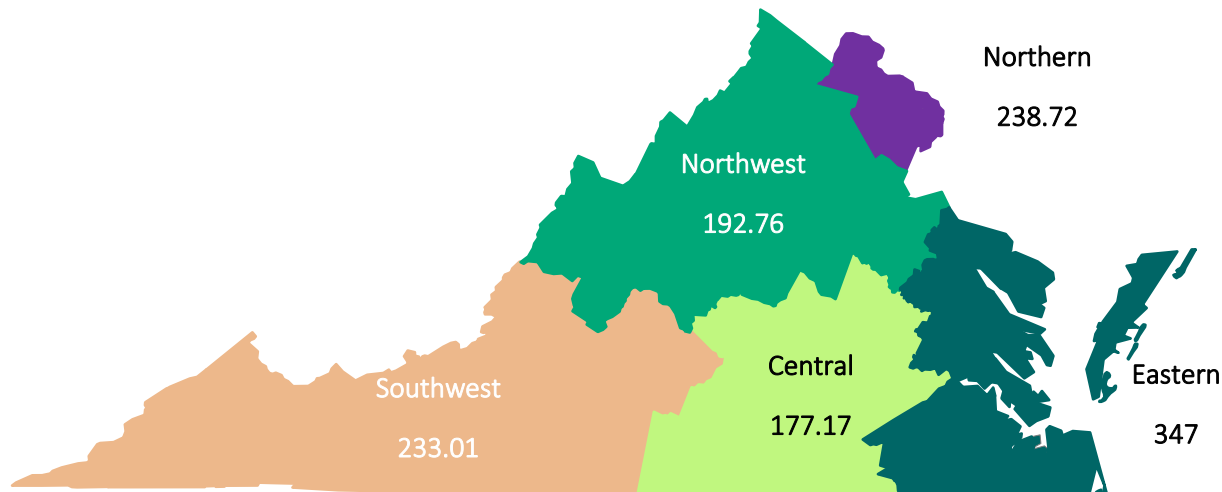 Northern
238.72
Northwest
192.76
Central
177.17
Eastern
347
Southwest
233.01